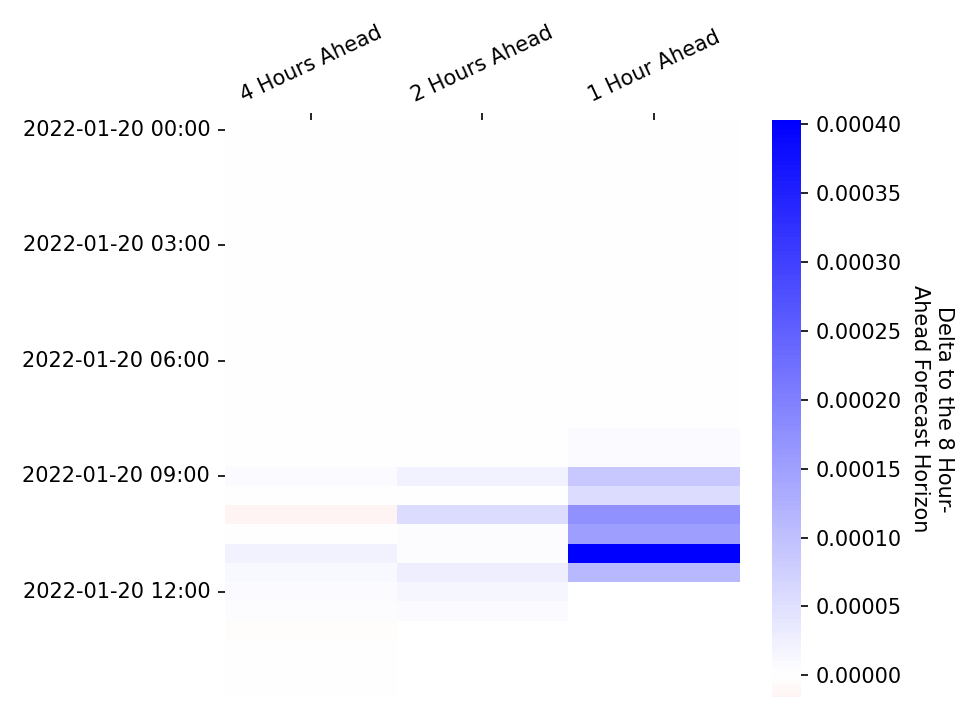 4 Hours Ahead
2 Hours Ahead
1 Hour Ahead
2022-01-20 00:00
2022-01-20 03:00
2022-01-20 06:00
2022-01-20 09:00
2022-01-20 12:00
0.00040
0.00035
0.00030
0.00025
0.00020
0.00015
0.00010
0.00005
0.00000
Delta to the 8 Hour-
Ahead Forecast Horizon